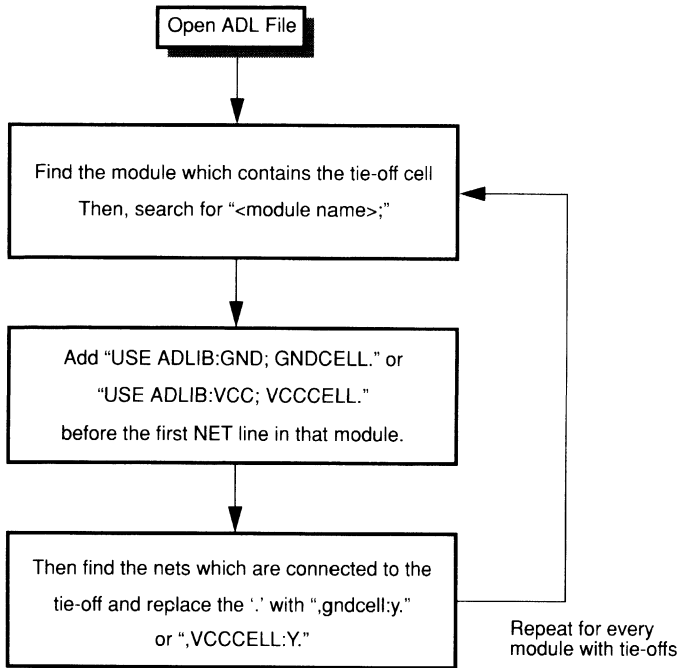 Open ADL File
Find the module which contains the tie-off cell
Then, search for “<module name>;”
Add “USE ADLIB:GND; GNDCELL.” or
“USE ADLIB:VCC; VCCCELL.”
before the first NET line in that module.
Then find the nets which are connected to the
tie-off and replace the ‘.’ with “,gndcell:y.”
or “,VCCCELL:Y.”
Repeat for every
module with tie-offs